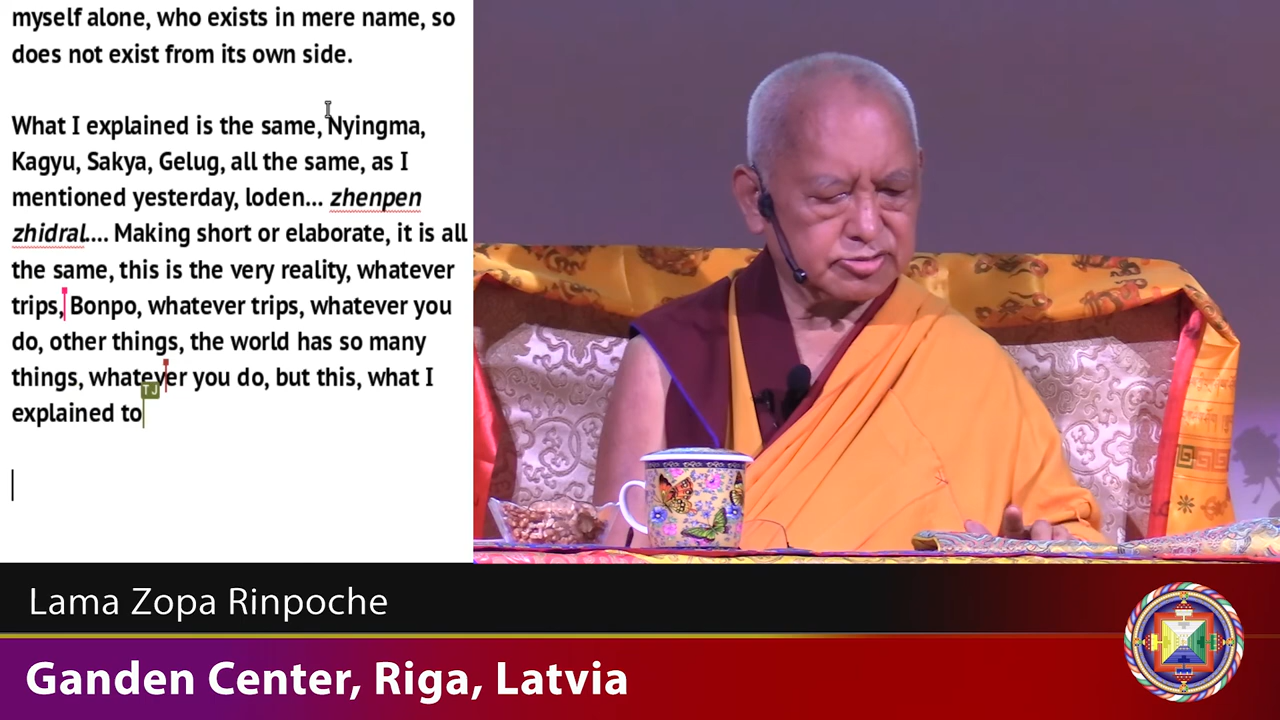 myself alone, who exists in mere name, so
does not exist from its own side.
What I explained is the same, Nyingma,
Kagyu, Sakya, Gelug, all the same, as I
mentioned yesterday, loden... zhenpen
zhidral.... Making short or elaborate, it is all
the same, this is the very reality, whatever
trips, Bonpo, whatever trips, whatever you
do, other things, the world has so many
things, whatever you do, but this, what I
explained to
TJ
Lama Zopa Rinpoche
Ganden Center, Riga, Latvia